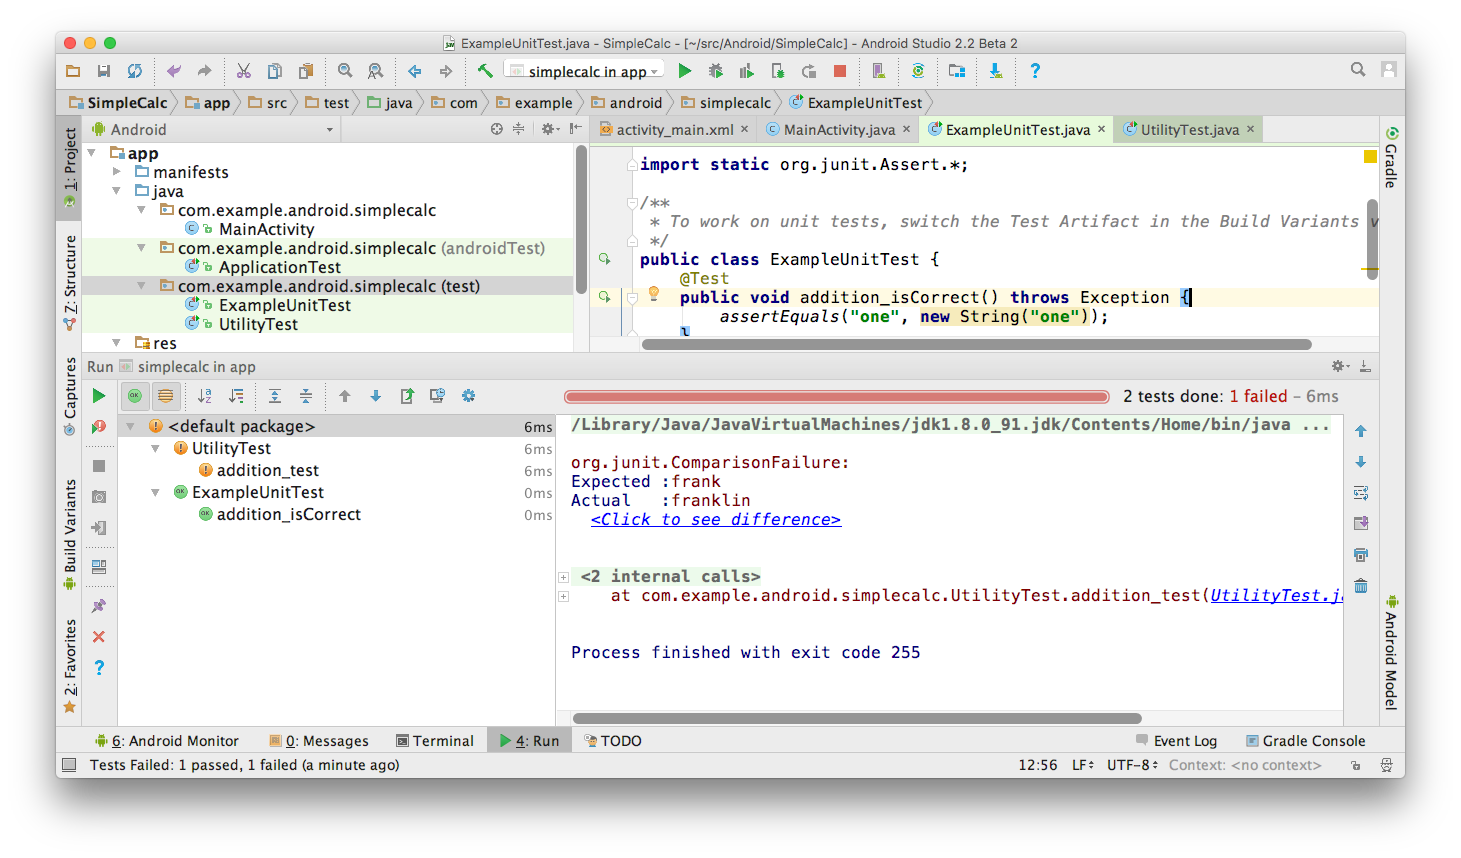 ExampleUnitTest.java - SimpleCalc - [~/src/Android/SimpleCalc] - Android Studio 2.2 Beta 2
simplecalc in app
SimpleCalc app src test java com example android simplecalc ExampleUnitTest
Android
activity_main.xml MainActivity.java ExampleUnitTest.java UtilityTest.java
1: Project
Z: Structure
Captures
Build Variants
2: Favorites
app
manifests
java
com.example.android.simplecalc
MainActivity
com.example.android.simplecalc (androidTest)
ApplicationTest
com.example.android.simplecalc (test)
ExampleUnitTest
UtilityTest
res
import static org.junit.Assert.*;
/**
* To work on unit tests, switch the Test Artifact in the Build Variants v
*/
public class ExampleUnitTest {
@Test
public void addition_isCorrect() throws Exception {
assertEquals("one", new String("one"));
}
Gradle
Android Model
Run simplecalc in app
2 tests done: 1 failed – 6ms
<default package> 6ms
UtilityTest 6ms
addition_test 6ms
ExampleUnitTest 0ms
addition_isCorrect 0ms
/Library/Java/JavaVirtualMachines/jdk1.8.0_91.jdk/Contents/Home/bin/java ...
org.junit.ComparisonFailure:
Expected :frank
Actual :franklin
<Click to see difference>
<2 internal calls>
at com.example.android.simplecalc.UtilityTest.addition_test(UtilityTest.ja
Process finished with exit code 255
6: Android Monitor 0: Messages Terminal 4: Run TODO Event Log Gradle Console
Tests Failed: 1 passed, 1 failed (a minute ago) 12:56 LF UTF-8 Context: <no context>